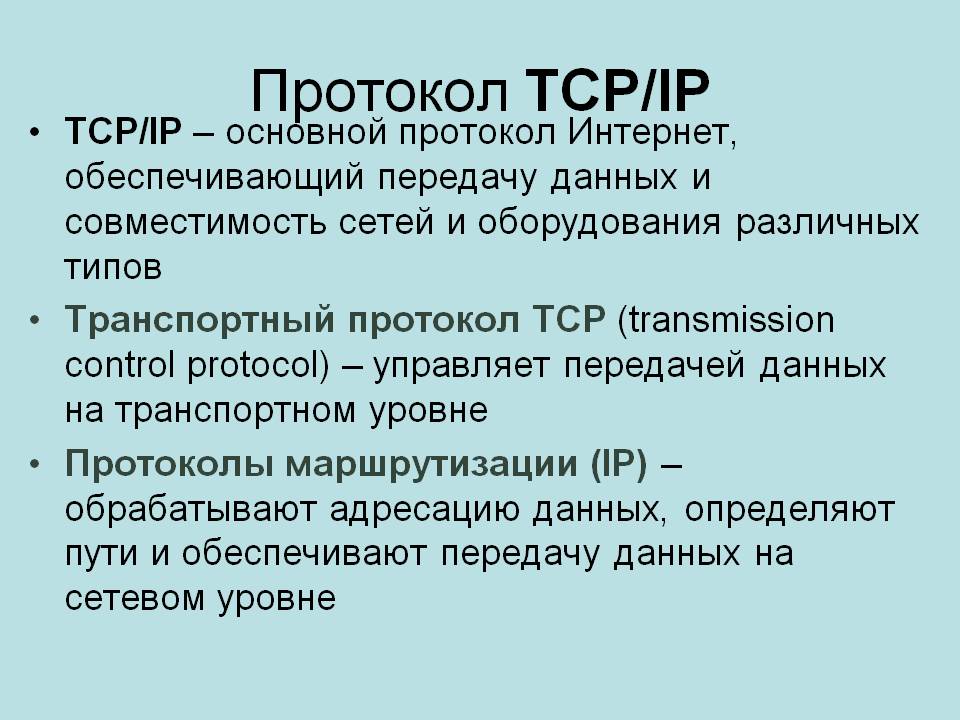 Протокол TCP/IP
• TCP/IP – основной протокол Интернет,
обеспечивающий передачу данных и
совместимость сетей и оборудования различных
типов
• Транспортный протокол TCP (transmission
control protocol) – управляет передачей данных
на транспортном уровне
• Протоколы маршрутизации (IP) –
обрабатывают адресацию данных, определяют
пути и обеспечивают передачу данных на
сетевом уровне